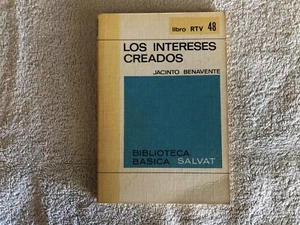 libro RTV 48
LOS INTERESES
CREADOS
JACINTO BENAVENTE
BIBLIOTECA
BASICA SALVAT